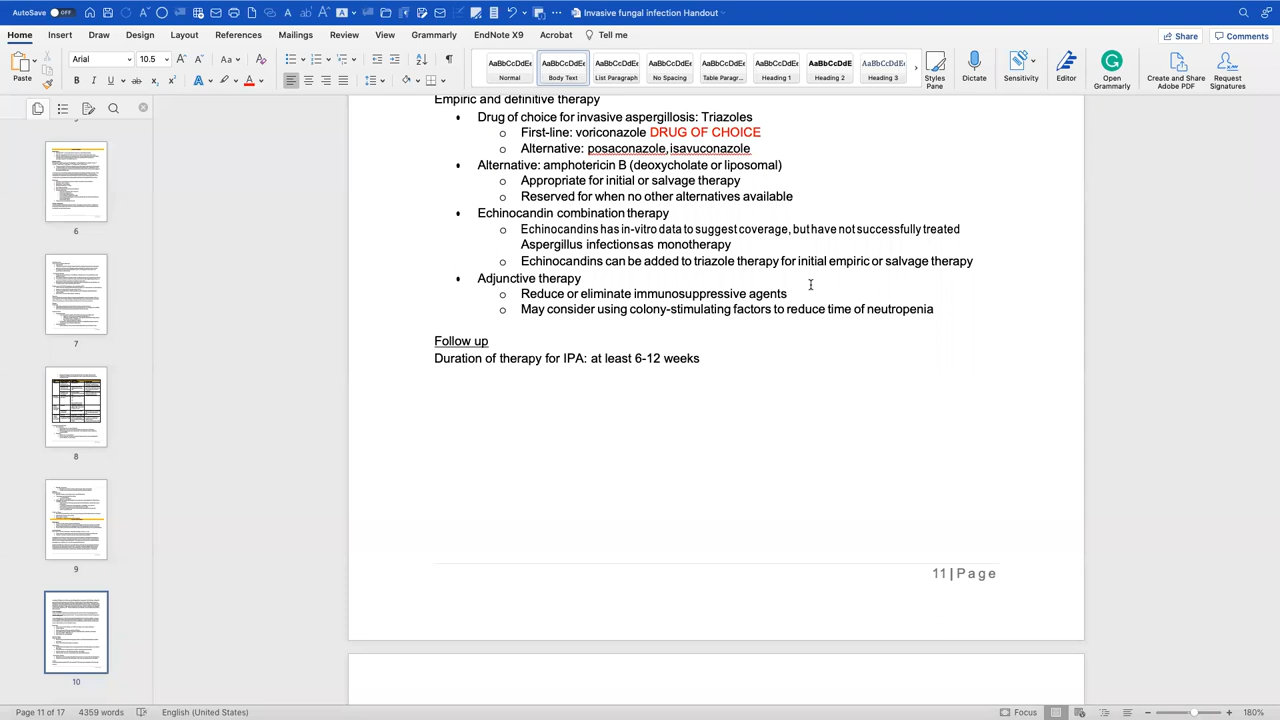 AutoSave OFF
Invasive fungal infection Handout
Home Insert Draw Design Layout References Mailings Review View Grammarly EndNote X9 Acrobat Tell me
Share Comments
Paste
Arial 10.5
AaBbCcDdEe AaBbCcDdEe AaBbCcDdEe AaBbCcDdEe AaBbCcDdEe AaBbCcDdEe AaBbCcDdE AaBbCcDdEe
Normal Body Text List Paragraph No Spacing Table Paragr... Heading 1 Heading 2 Heading 3
Styles Pane
Dictate
Sensitivity
Editor
Open Grammarly
Create and Share Adobe PDF
Request Signatures
6
7
8
9
10
Empiric and definitive therapy
• Drug of choice for invasive aspergillosis: Triazoles
o First-line: voriconazole DRUG OF CHOICE
Alternative: posaconazole, isavuconazole
• Alternative: amphotericin B (deoxycholate or liposomal)
o Appropriate for initial or salvage therapy
o Reserved for when no other alternatives available
• Echinocandin combination therapy
o Echinocandins has in-vitro data to suggest coverage, but have not successfully treated
Aspergillus infections as monotherapy
o Echinocandins can be added to triazole therapy for initial empiric or salvage therapy
• Adjunctive therapy
o Reduce or eliminate immunosuppressive agents
o May consider using colony-stimulating factors to reduce time of neutropenia
Follow up
Duration of therapy for IPA: at least 6-12 weeks
11 | Page
Page 11 of 17 4359 words English (United States) Focus 180%